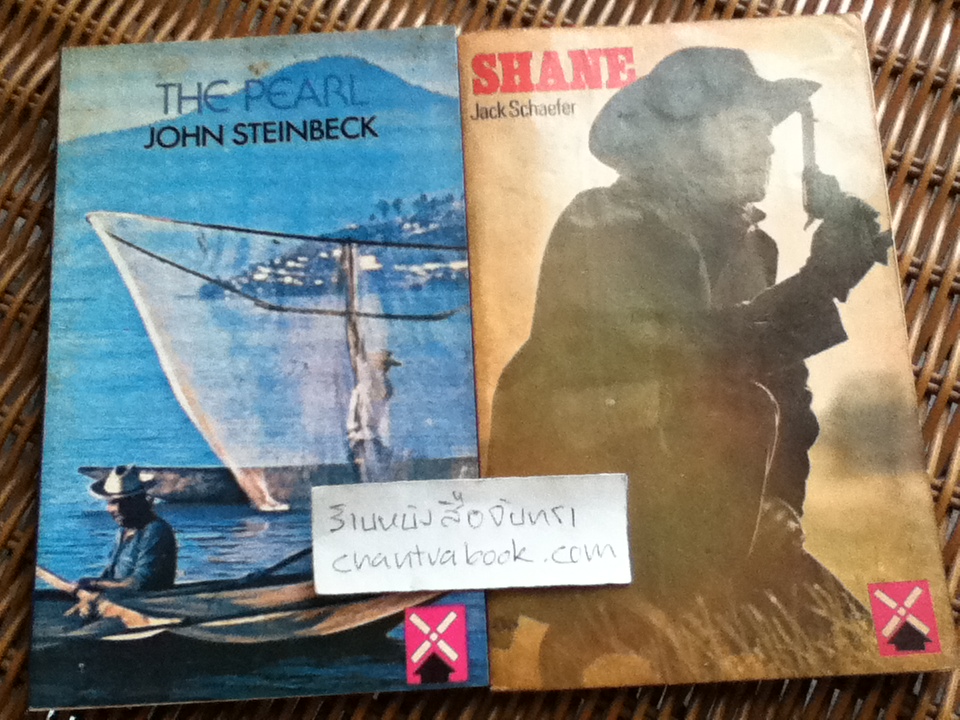 THE PEARL
JOHN STEINBECK
SHANE
Jack Schaefer
ร้านหนังสือจันทรา
chantrabook.com